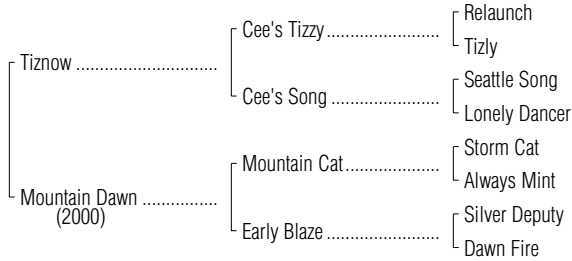 Relaunch
Cee's Tizzy
Tizly
Tiznow
Seattle Song
Cee's Song
Lonely Dancer
Storm Cat
Mountain Cat
Always Mint
Mountain Dawn
(2000)
Silver Deputy
Early Blaze
Dawn Fire